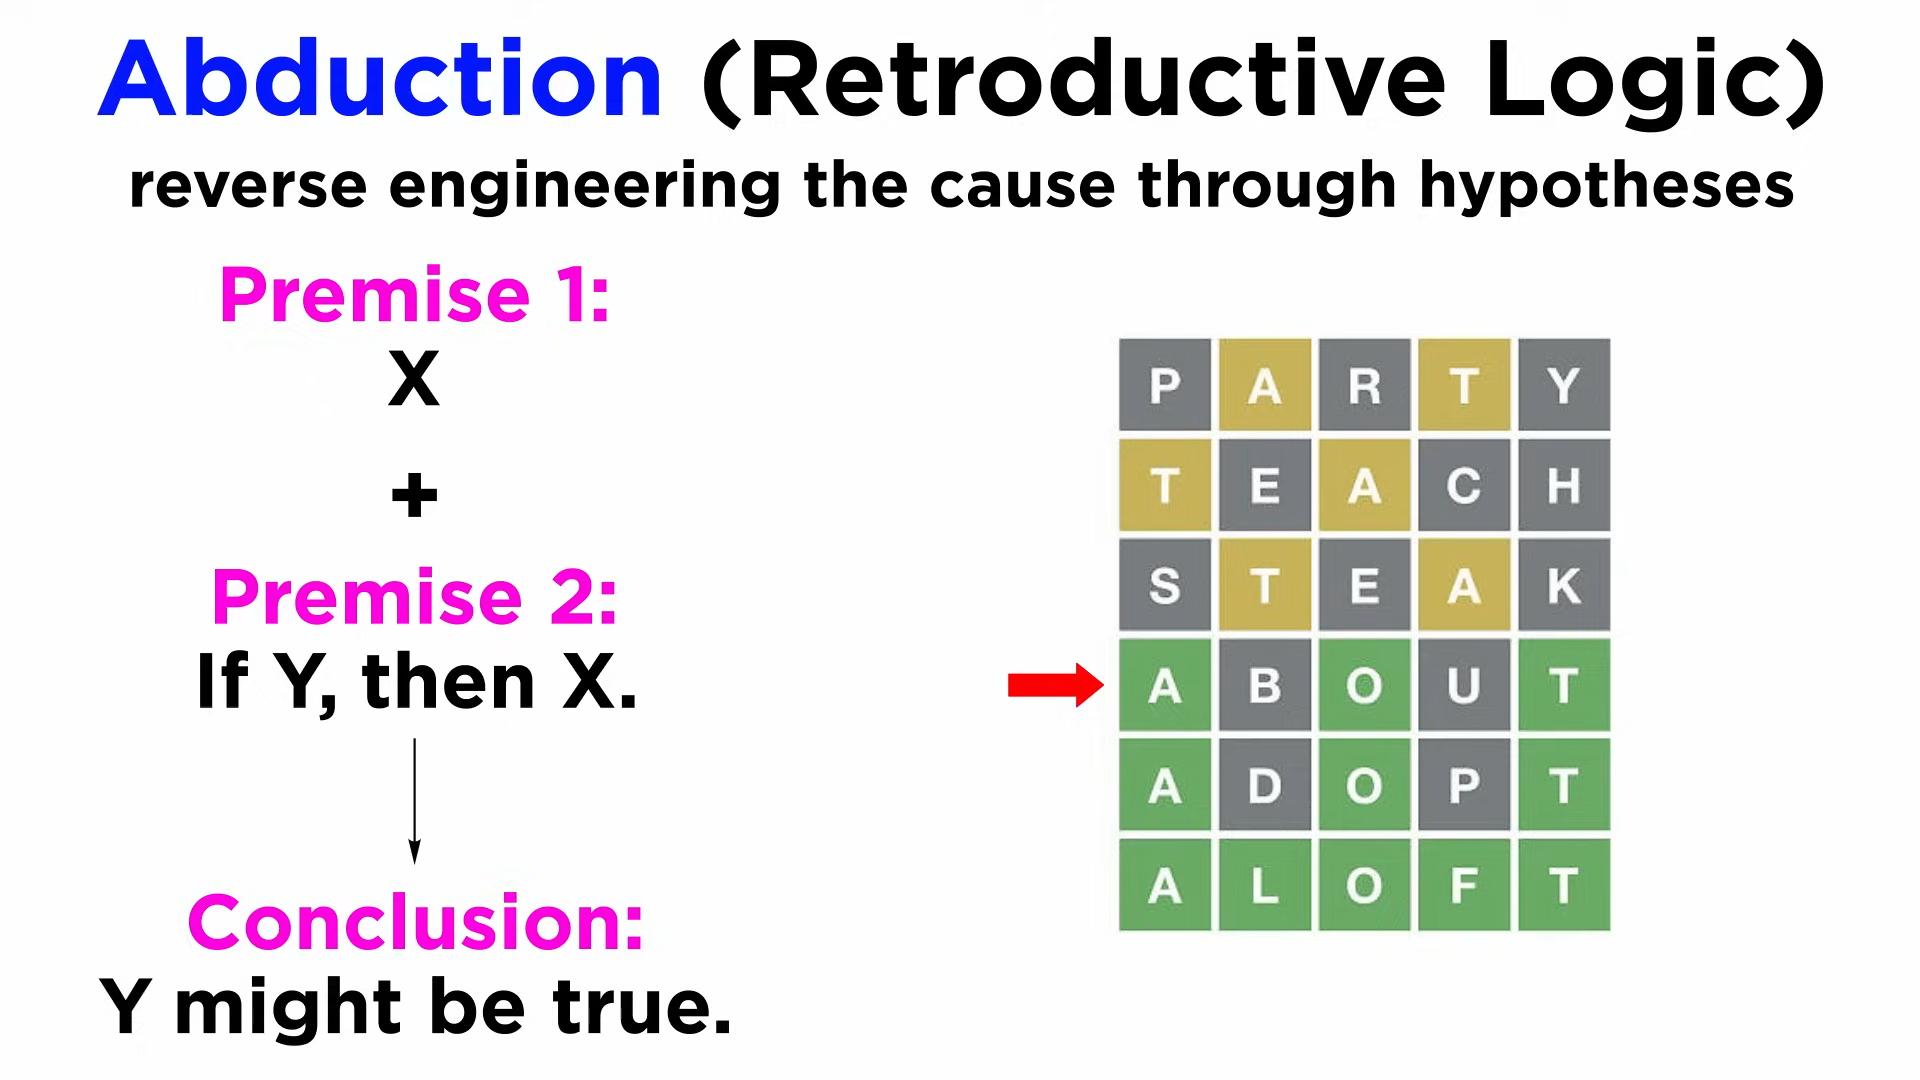 Abduction (Retroductive Logic)
reverse engineering the cause through hypotheses
Premise 1:
X
+
Premise 2:
If Y, then X.
Conclusion:
Y might be true.
P A R T Y
T E A C H
S T E A K
A B O U T
A D O P T
A L O F T